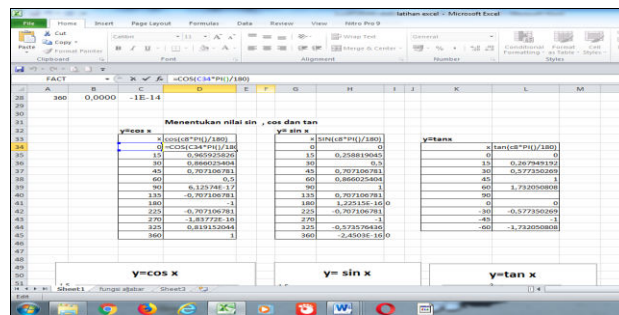 latihan excel - Microsoft Excel
File Home Insert Page Layout Formulas Data Review View Nitro Pro 9
Cut
Copy
Format Painter
Paste
Calibri 11
Wrap Text
Merge & Center
General
Conditional Formatting
Format as Table
Cell Styles
Clipboard Font Alignment Number Styles
FACT =COS(C34*PI()/180)
A B C D E F G H I J K L
28 360 0,0000 -1E-14
29
30
31 Menentukan nilai sin , cos dan tan
32 y=cos x y= sin x
33 x cos(c8*PI()/180) x SIN(c8*PI()/180) y=tanx
34 0 =COS(C34*PI()/180 0 0 x tan(c8*PI()/180)
35 15 0,965925826 15 0,258819045 0 0
36 30 0,866025404 30 0,5 15 0,267949192
37 45 0,707106781 45 0,707106781 30 0,577350269
38 60 0,5 60 0,866025404 45 1
39 90 6,12574E-17 90 1 60 1,732050808
40 135 -0,707106781 135 0,707106781 90
41 180 -1 180 1,22515E-16 0 0 0
42 225 -0,707106781 225 -0,707106781 -30 -0,577350269
43 270 -1,83772E-16 270 -1 -45 -1
44 325 0,819152044 325 -0,573576436 -60 -1,732050808
45 360 1 360 -2,4503E-16 0
46
47
48
49
50 y=cos x y= sin x y=tan x
51
Sheet1 fungsi aljabar Sheet3
Edit